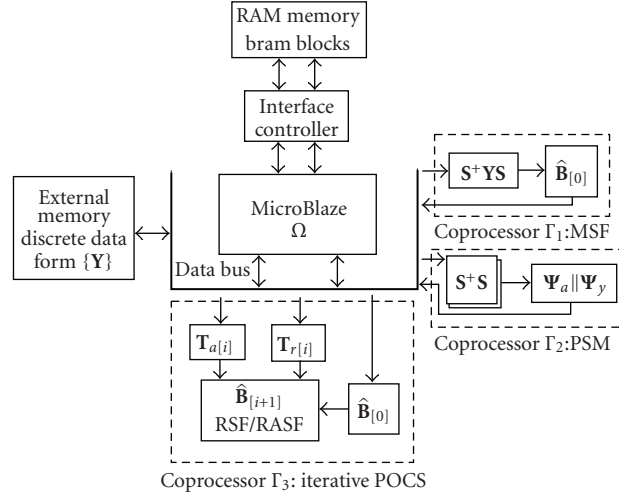 RAM memory
bram blocks
Interface
controller
MicroBlaze
Ω
External
memory
discrete data
form {Y}
Data bus
S⁺YS
B̂[0]
Coprocessor Γ₁:MSF
S⁺S
Ψₐ||Ψᵧ
Coprocessor Γ₂:PSM
Tₐ[i]
Tᵣ[i]
B̂[i+1]
RSF/RASF
B̂[0]
Coprocessor Γ₃: iterative POCS